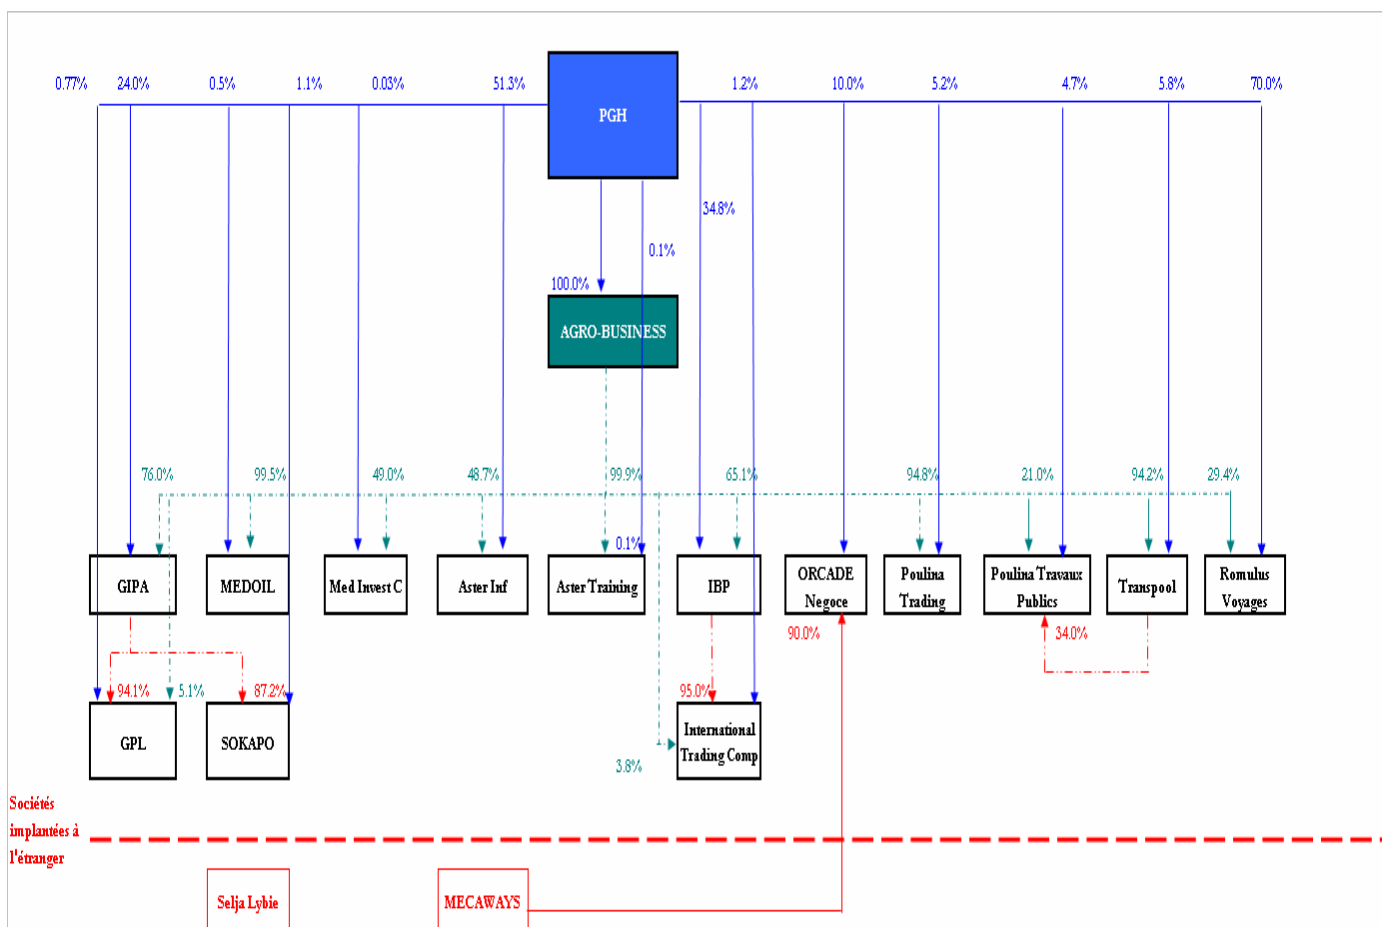 0.77% 24.0% 0.5% 1.1% 0.03% 51.3% 1.2% 10.0% 5.2% 4.7% 5.8% 70.0%
PGH
34.8%
0.1%
100.0%
AGRO-BUSINESS
76.0% 99.5% 49.0% 48.7% 99.9% 65.1% 94.8% 21.0% 94.2% 29.4%
0.1%
GIPA
MEDOIL
Med Invest C
Aster Inf
Aster Training
IBP
ORCADE
Negoce
Poulina
Trading
Poulina Travaux
Publics
Transpool
Romulus
Voyages
90.0%
34.0%
94.1% 5.1% 87.2% 95.0%
GPL
SOKAPO
International
Trading Comp
3.8%
Sociétés
implantées à
l'étranger
Selja Lybie
MECAWAYS